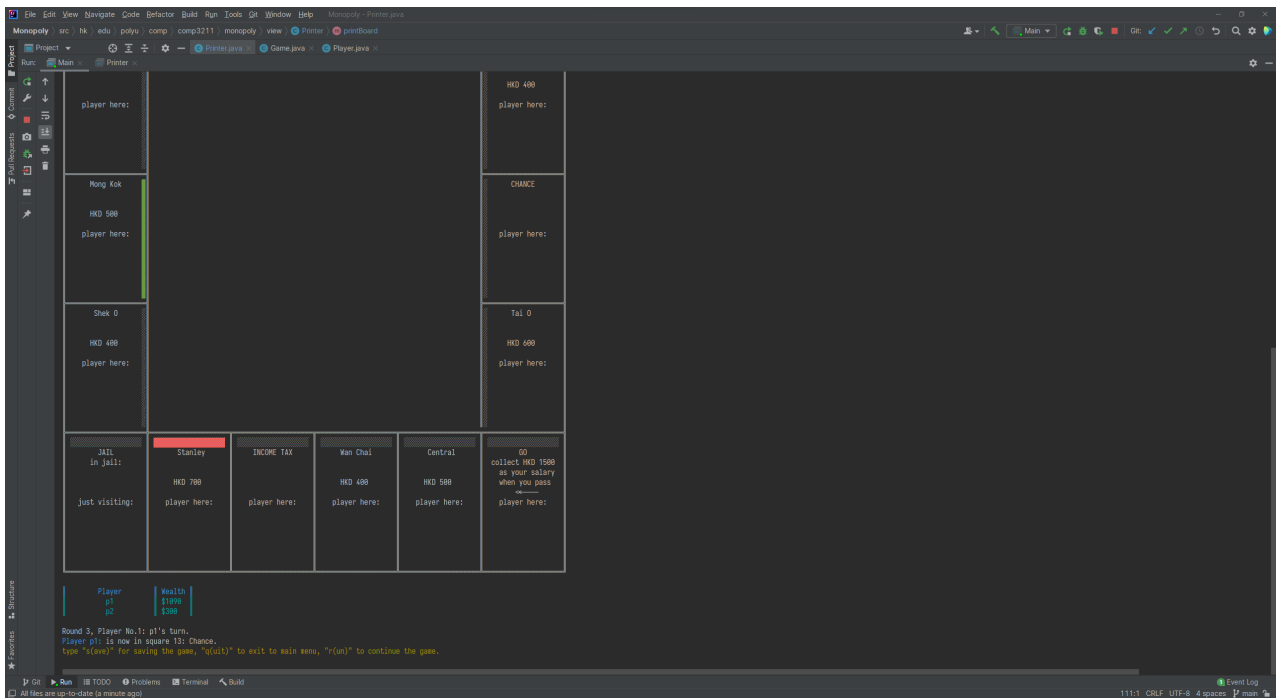 File Edit View Navigate Code Refactor Build Run Tools Git Window Help Monopoly - Printer.java
Monopoly src hk edu polyu comp comp3211 monopoly view Printer printBoard Main Git:
Project Printer.java Game.java Player.java
Run: Main Printer
HKD 400
player here: player here:
Mong Kok CHANCE
HKD 500
player here: player here:
Shek O Tai O
HKD 400 HKD 600
player here: player here:
JAIL Stanley INCOME TAX Wan Chai Central GO
in jail: collect HKD 1500
as your salary
HKD 700 HKD 400 HKD 500 when you pass
just visiting: player here: player here: player here: player here: player here:
Player Wealth
p1 $1090
p2 $300
Round 3, Player No.1: p1's turn.
Player p1: is now in square 13: Chance.
type "s(ave)" for saving the game, "q(uit)" to exit to main menu, "r(un)" to continue the game.
Project
Commit
Pull Requests
Structure
Favorites
Git Run TODO Problems Terminal Build 1 Event Log
All files are up-to-date (a minute ago) 111:1 CRLF UTF-8 4 spaces main